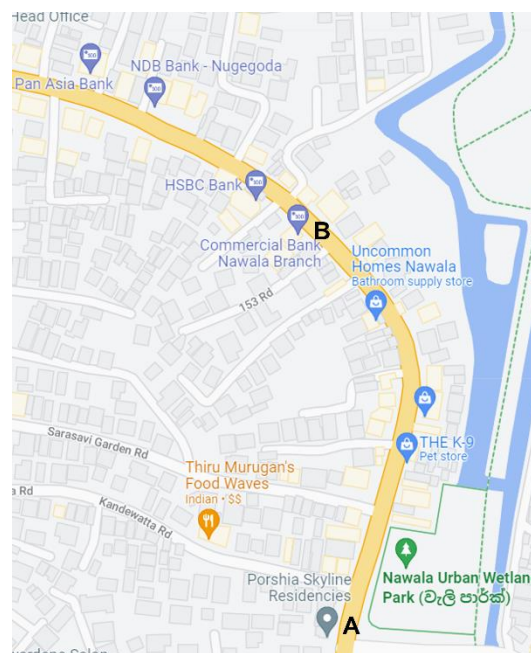 Head Office
NDB Bank - Nugegoda
Pan Asia Bank
HSBC Bank
B
Commercial Bank
Nawala Branch
Uncommon
Homes Nawala
Bathroom supply store
153 Rd
THE K-9
Pet store
Sarasavi Garden Rd
Thiru Murugan's
Food Waves
Indian • $$
a Rd
Kandewatta Rd
Porshia Skyline
Residencies
A
Nawala Urban Wetlan
Park (වැලි පාර්ක්)